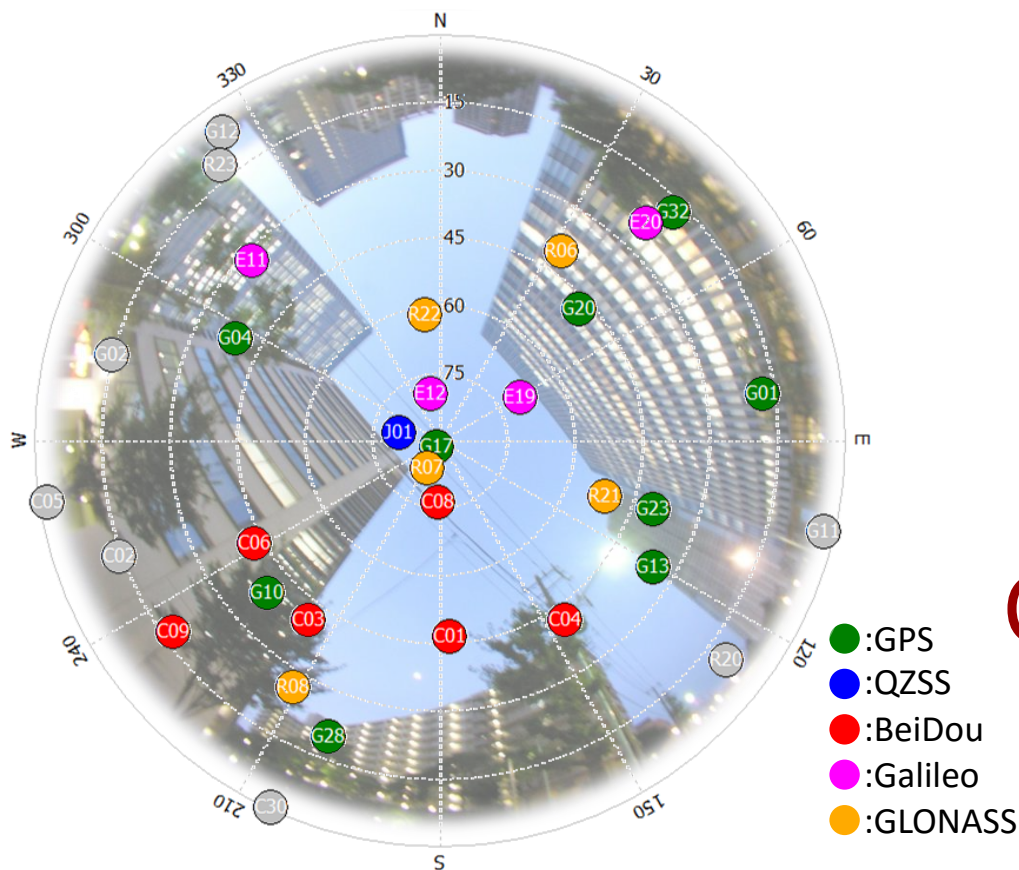 N
330
30
15
G12
R23
30
300
G32
E20
60
45
R06
E11
60
G20
R22
G04
G02
75
E12
E19
G01
J01
G17
W
E
R07
C05
C08
R21
G23
G11
C06
C02
G13
G10
C03
C04
C09
C01
:GPS
240
120
R20
R08
:QZSS
G28
:BeiDou
:Galileo
210
C30
150
:GLONASS
S